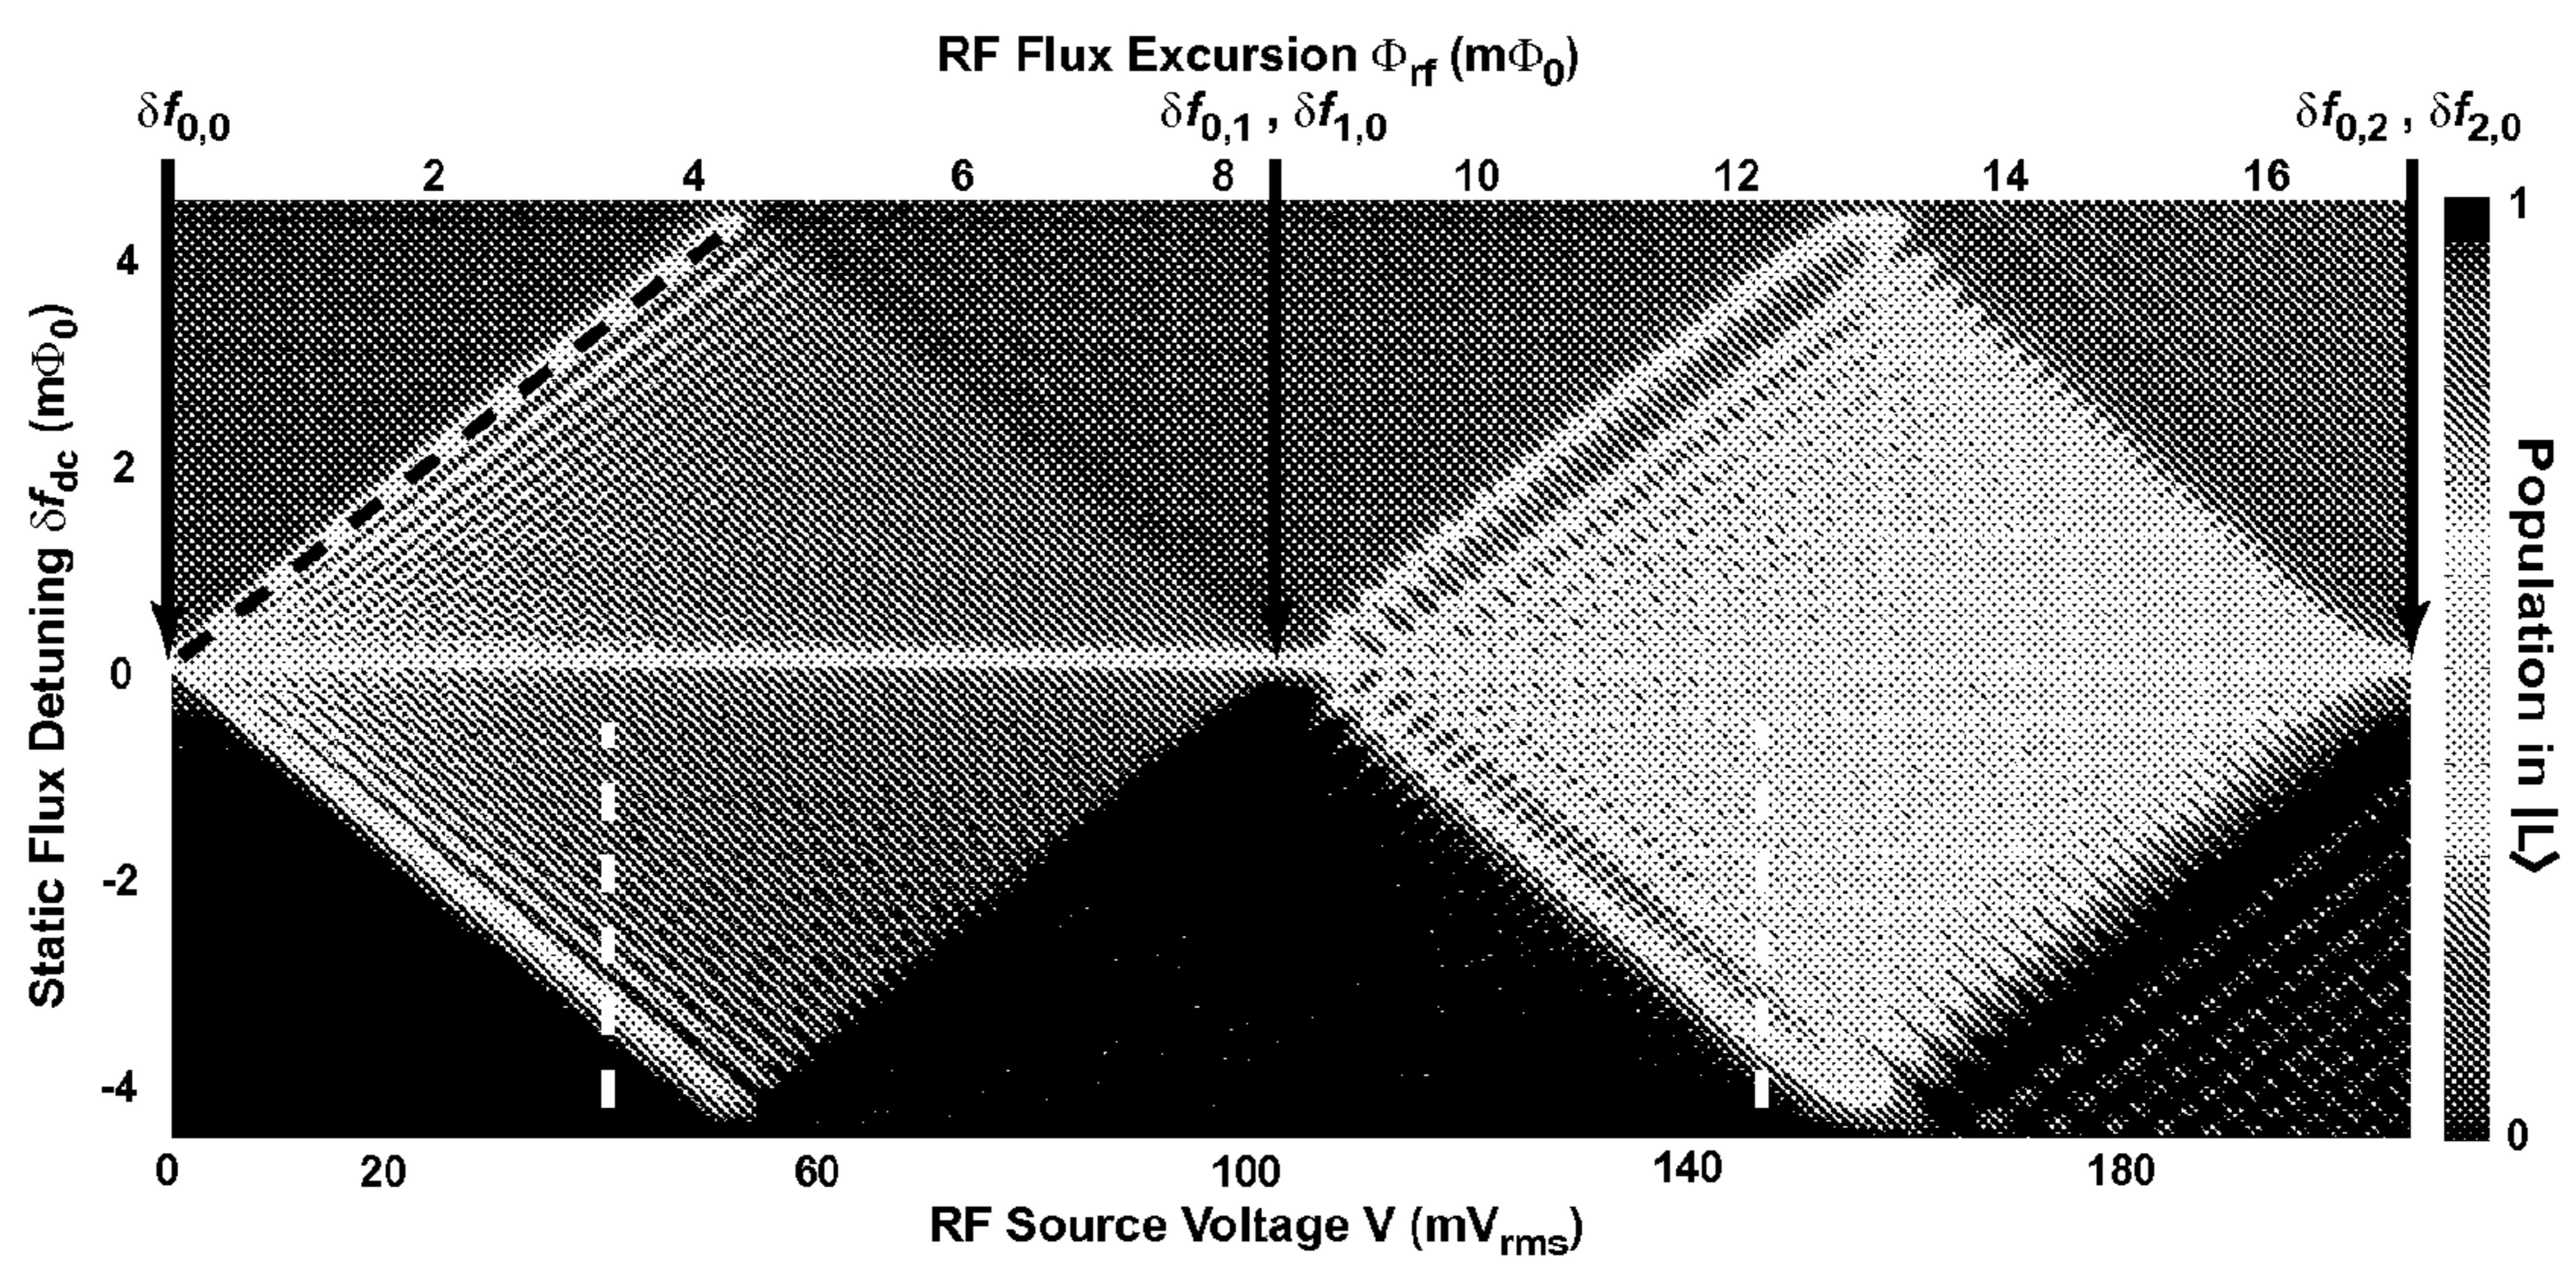 RF Flux Excursion Φrf (mΦ0)
δf0,0
δf0,1 , δf1,0
δf0,2 , δf2,0
2 4 6 8 10 12 14 16
4
2
0
-2
-4
Static Flux Detuning δfdc (mΦ0)
1
0
Population in |L⟩
0 20 60 100 140 180
RF Source Voltage V (mVrms)